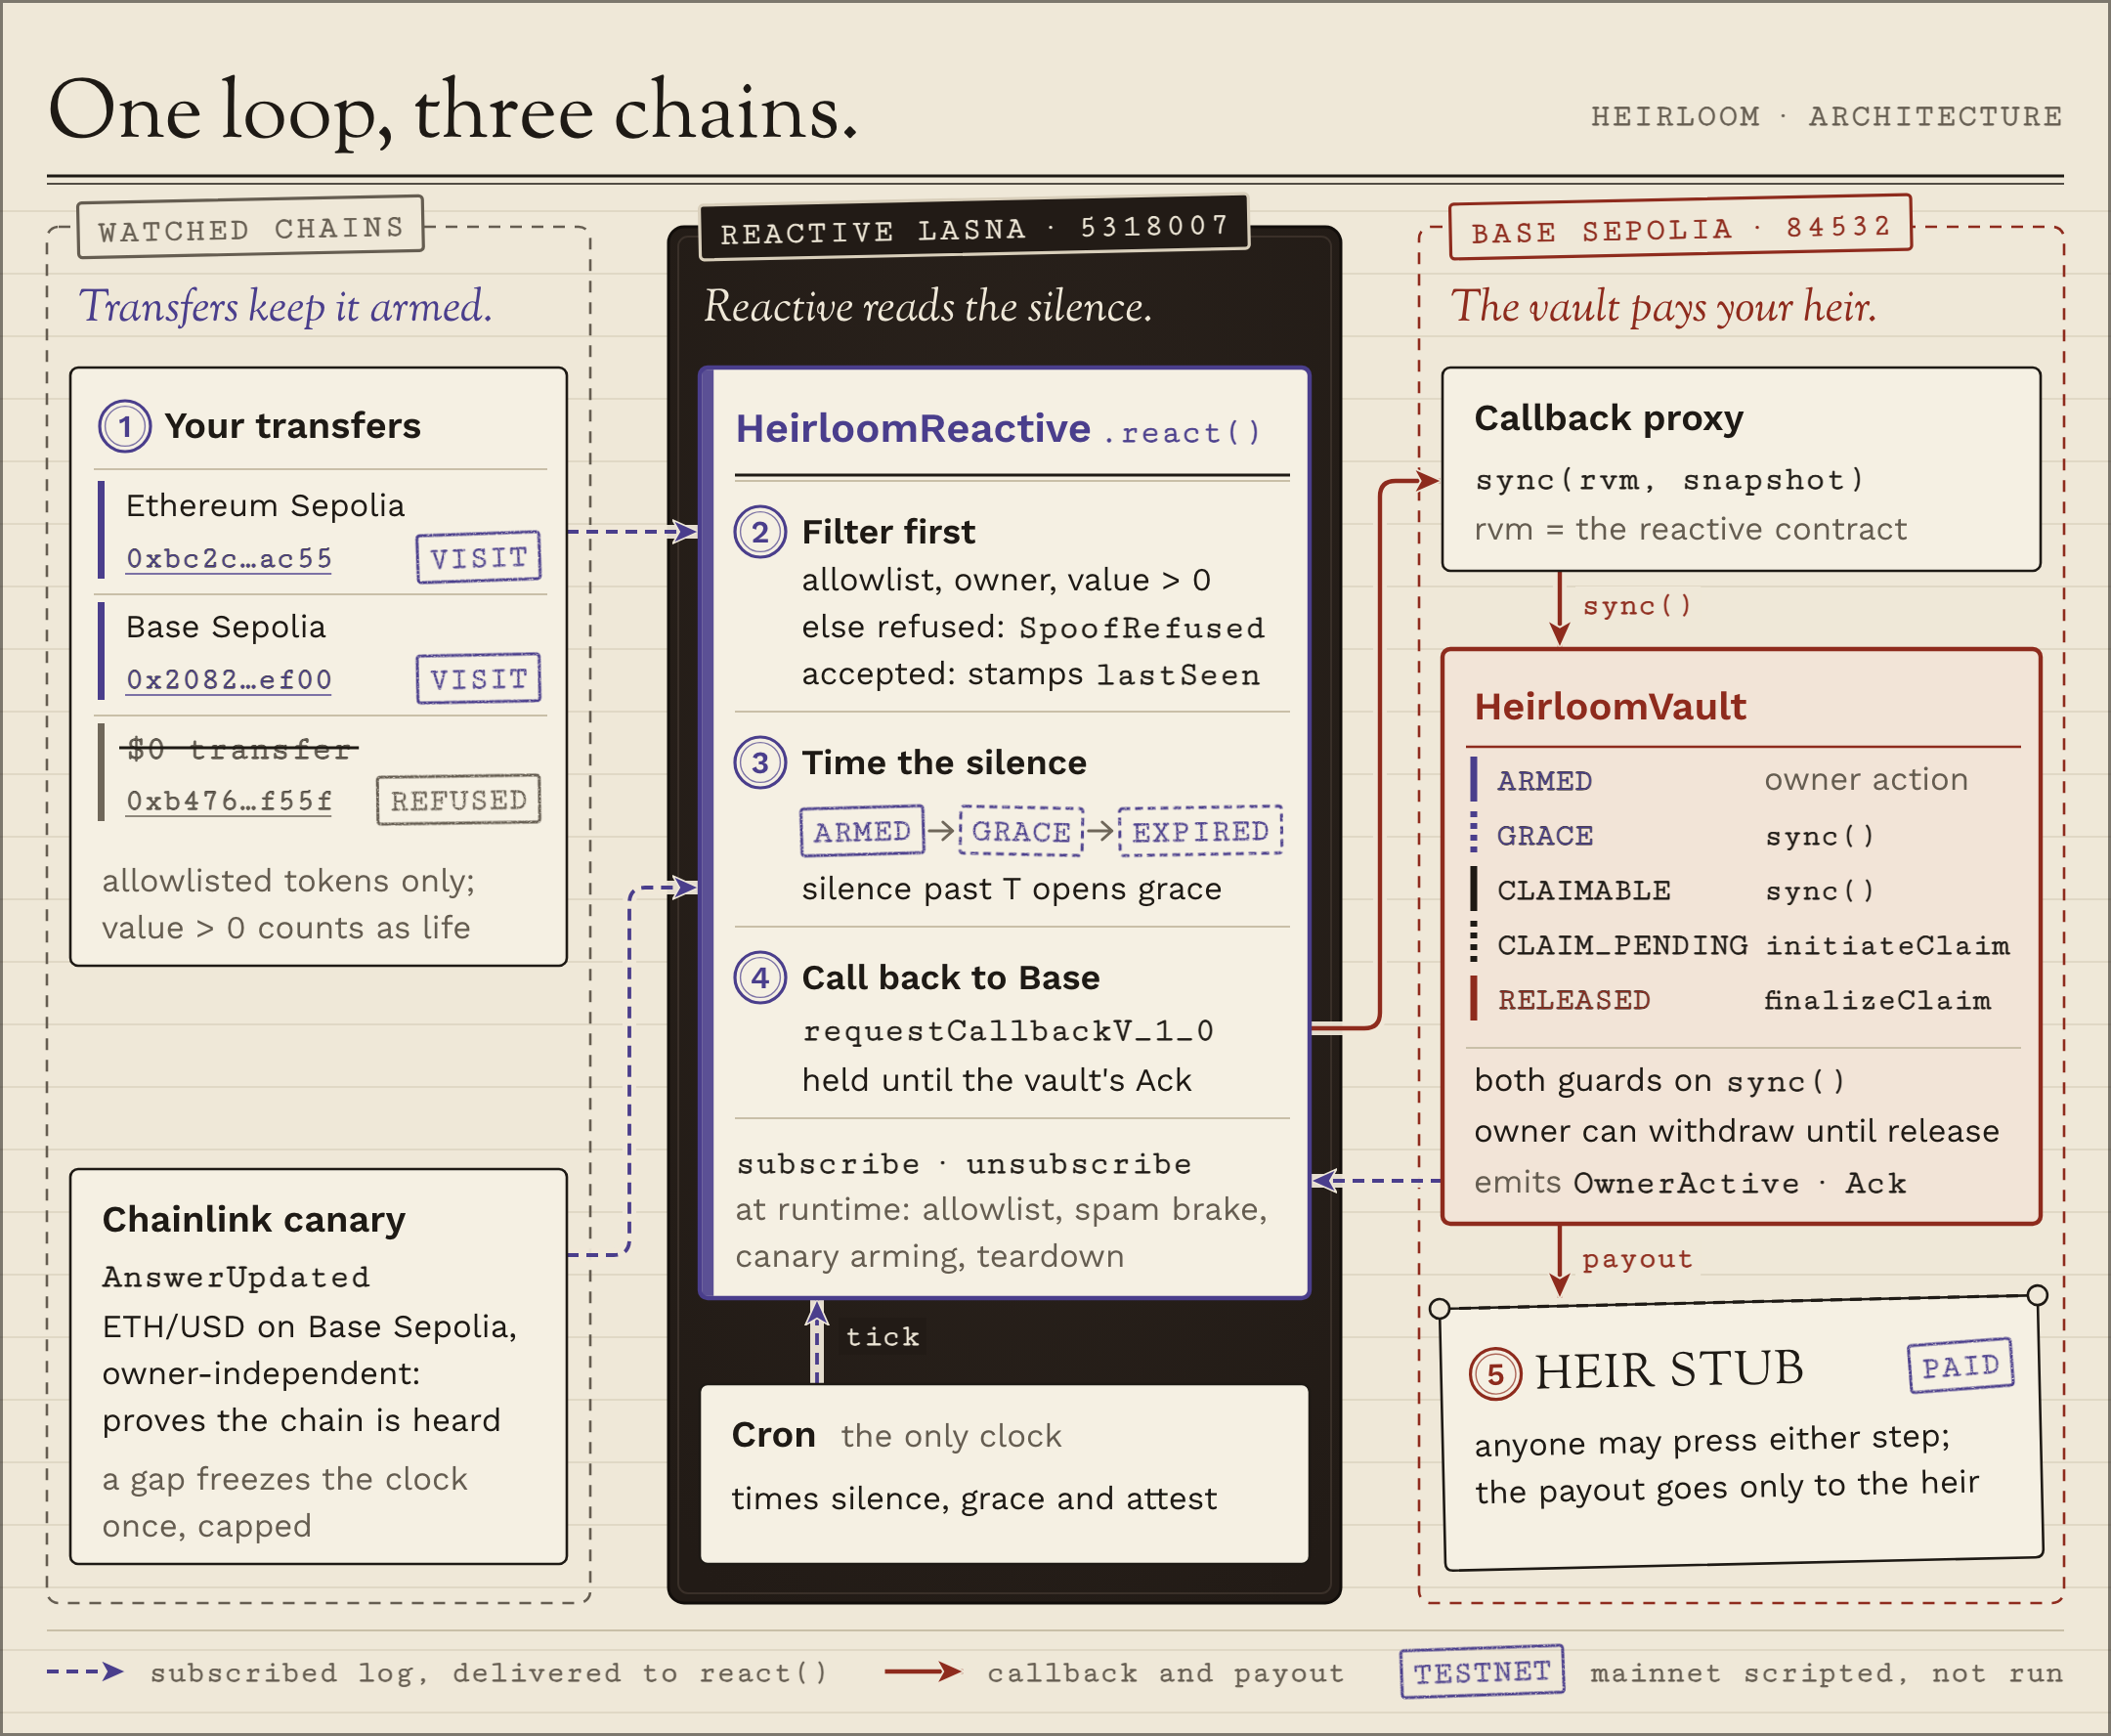 One loop, three chains.
HEIRLOOM · ARCHITECTURE
WATCHED CHAINS
Transfers keep it armed.
1 Your transfers
Ethereum Sepolia
0xbc2c…ac55 VISIT
Base Sepolia
0x2082…ef00 VISIT
$0 transfer
0xb476…f55f REFUSED
allowlisted tokens only;
value > 0 counts as life
Chainlink canary
AnswerUpdated
ETH/USD on Base Sepolia,
owner-independent:
proves the chain is heard
a gap freezes the clock
once, capped
REACTIVE LASNA · 5318007
Reactive reads the silence.
HeirloomReactive .react()
2 Filter first
allowlist, owner, value > 0
else refused: SpoofRefused
accepted: stamps lastSeen
3 Time the silence
ARMED → GRACE → EXPIRED
silence past T opens grace
4 Call back to Base
requestCallbackV_1_0
held until the vault's Ack
subscribe · unsubscribe
at runtime: allowlist, spam brake,
canary arming, teardown
tick
Cron the only clock
times silence, grace and attest
BASE SEPOLIA · 84532
The vault pays your heir.
Callback proxy
sync(rvm, snapshot)
rvm = the reactive contract
sync()
HeirloomVault
ARMED owner action
GRACE sync()
CLAIMABLE sync()
CLAIM_PENDING initiateClaim
RELEASED finalizeClaim
both guards on sync()
owner can withdraw until release
emits OwnerActive · Ack
payout
5 HEIR STUB PAID
anyone may press either step;
the payout goes only to the heir
subscribed log, delivered to react()
callback and payout
TESTNET mainnet scripted, not run